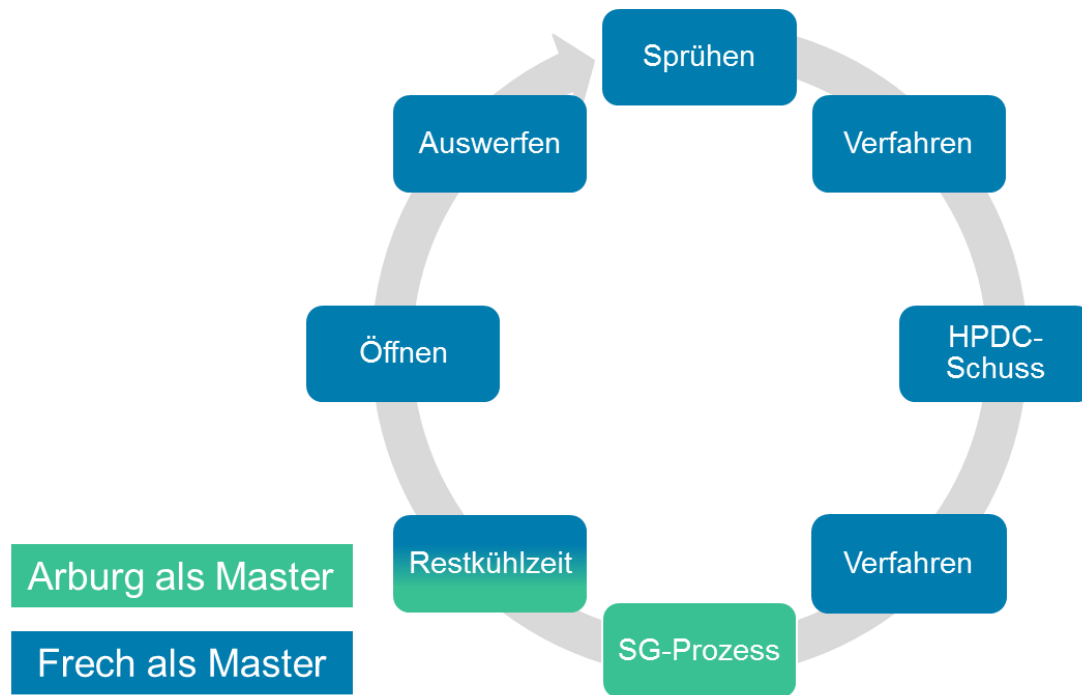 Sprühen
Verfahren
HPDC-
Schuss
Verfahren
SG-Prozess
Restkühlzeit
Öffnen
Auswerfen
Arburg als Master
Frech als Master